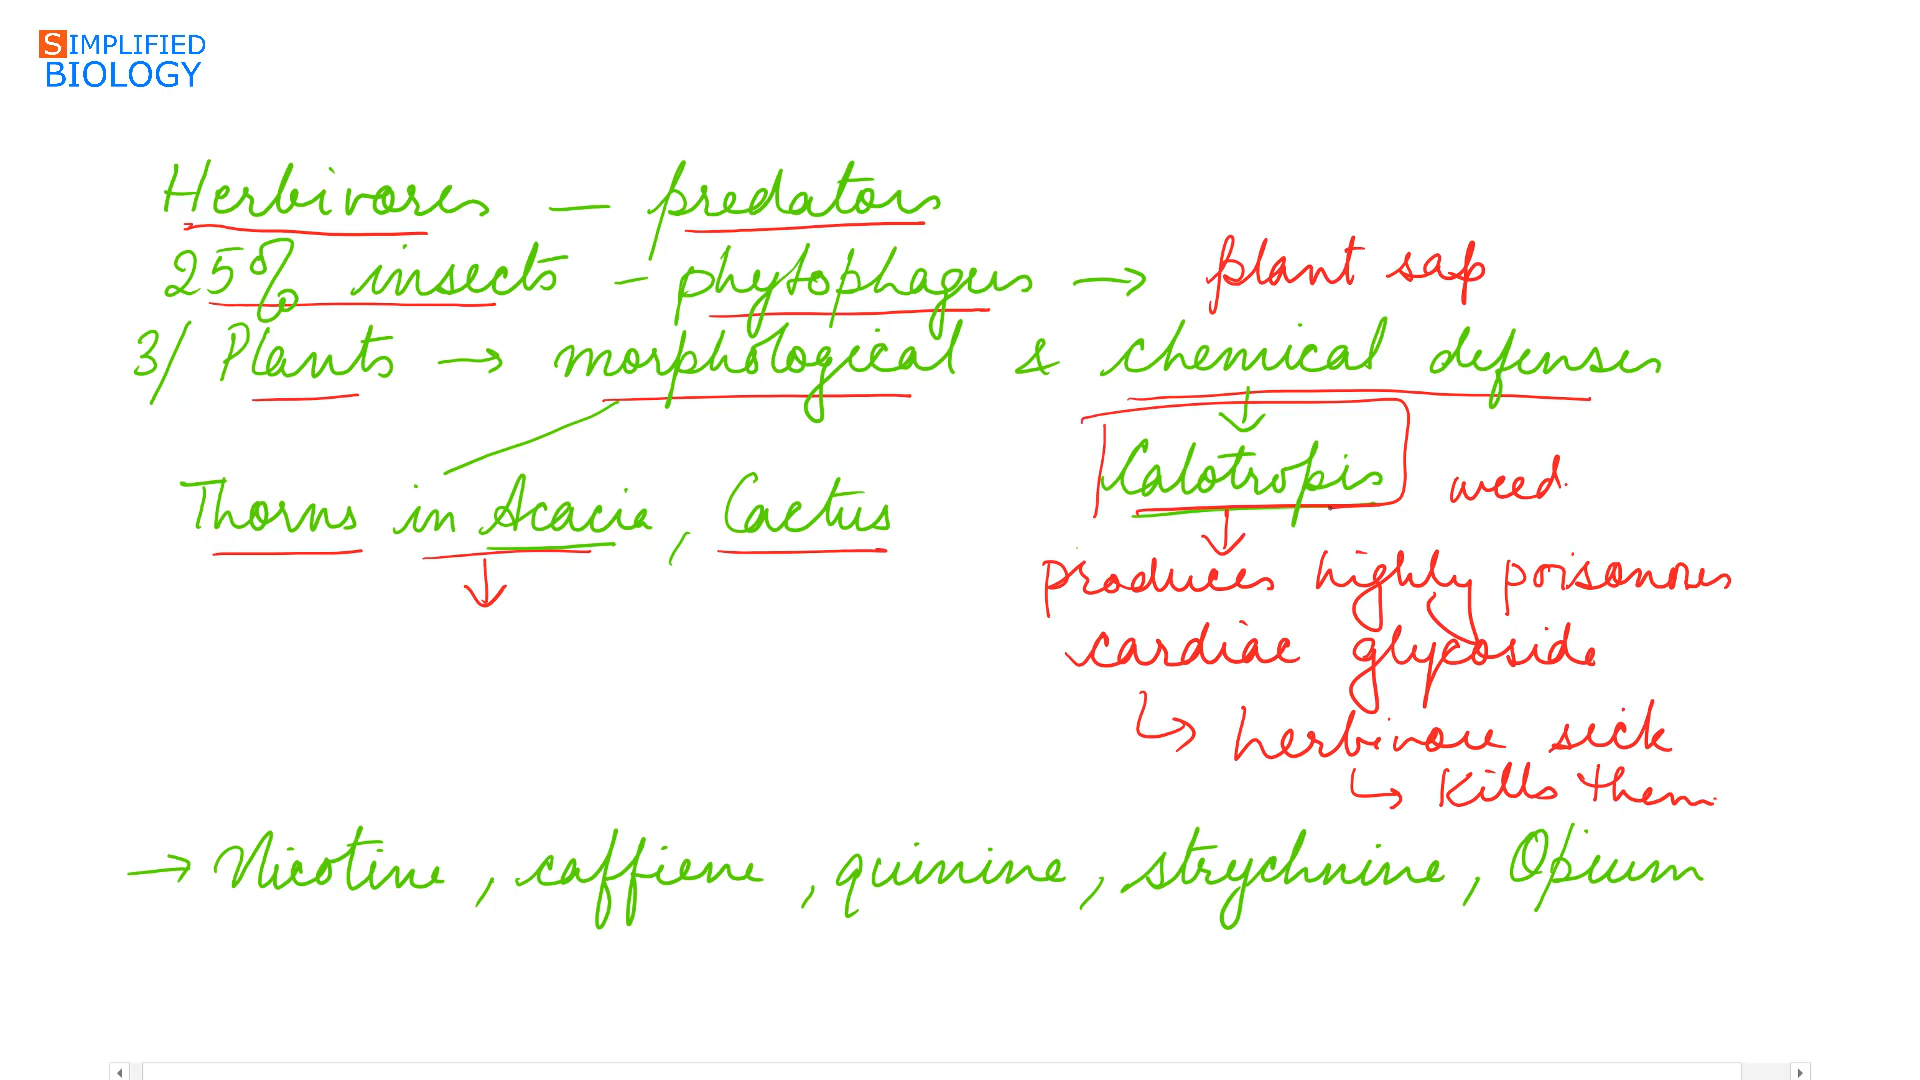 SIMPLIFIED
BIOLOGY
Herbivores — predators
25% insects - phytophagus → plant sap
3/ Plants → morphological & chemical defenses
Thorns in Acacia, Cactus
Calotropis weed.
produces highly poisonous
cardiac glycoside
↳ herbivore sick
↳ kills them
→ Nicotine, caffiene, quinine, strychnine, Opium